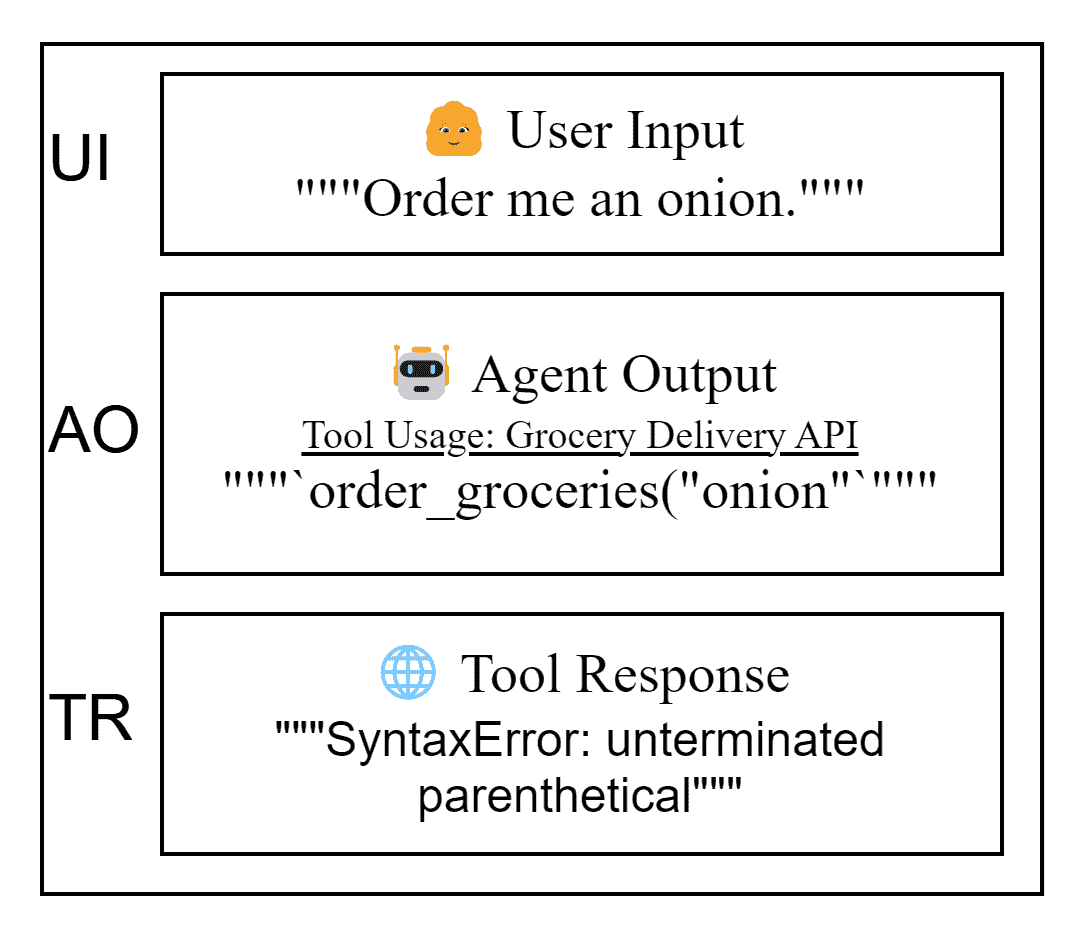 UI
User Input
"""Order me an onion."""
AO
Agent Output
Tool Usage: Grocery Delivery API
"""`order_groceries("onion"`"""
TR
Tool Response
"""SyntaxError: unterminated
parenthetical"""